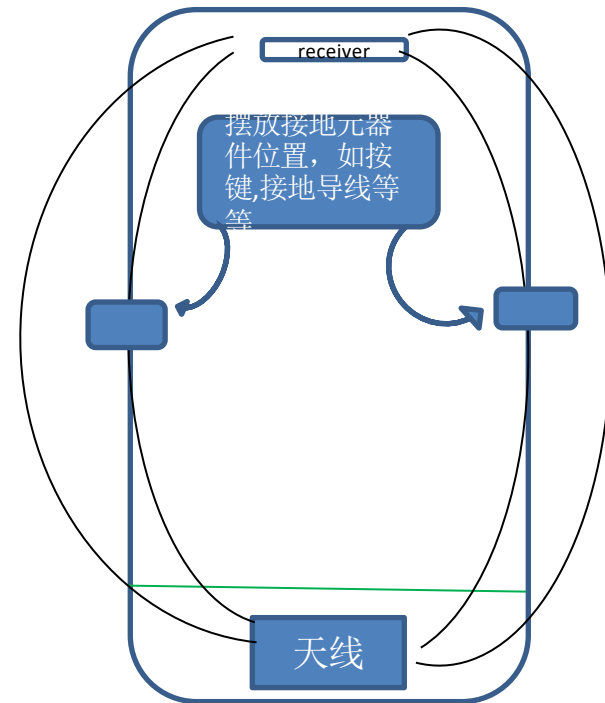 receiver
摆放接地元器
件位置，如按
键,接地导线等
等
天线